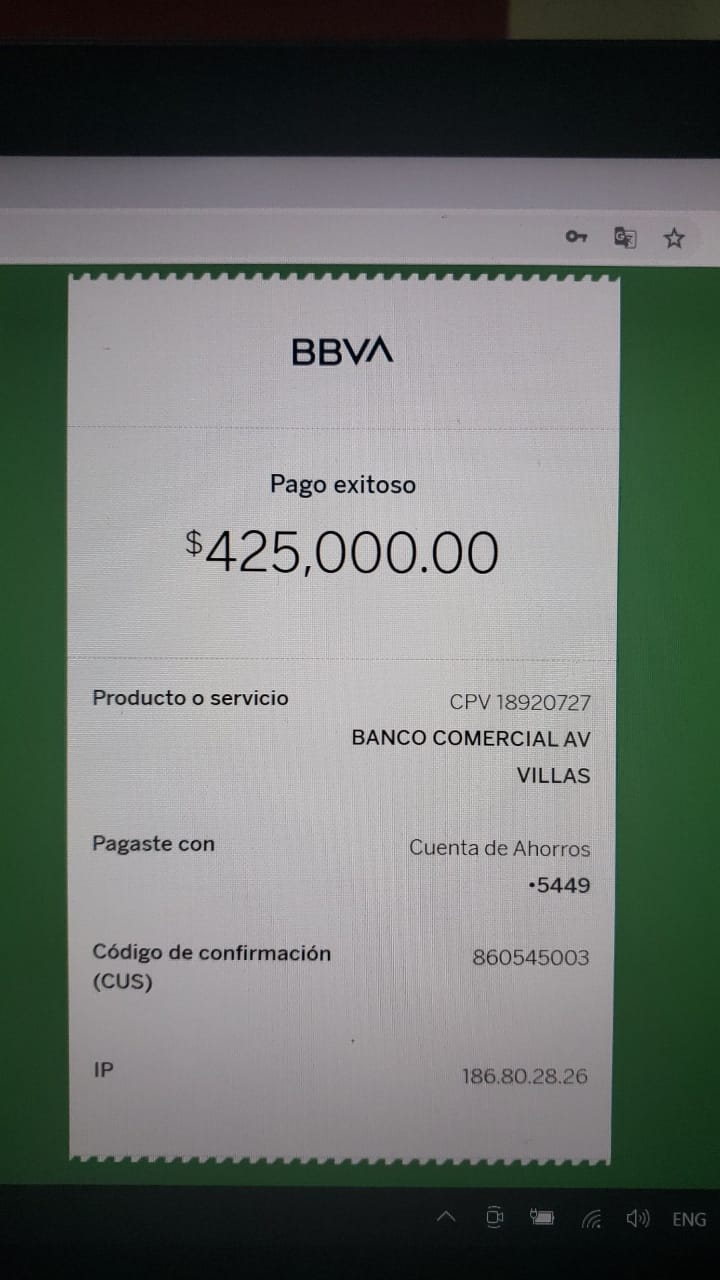 BBVA
Pago exitoso
$425,000.00
Producto o servicio
CPV 18920727
BANCO COMERCIAL AV
VILLAS
Pagaste con
Cuenta de Ahorros
•5449
Código de confirmación
(CUS)
860545003
IP
186.80.28.26
ENG